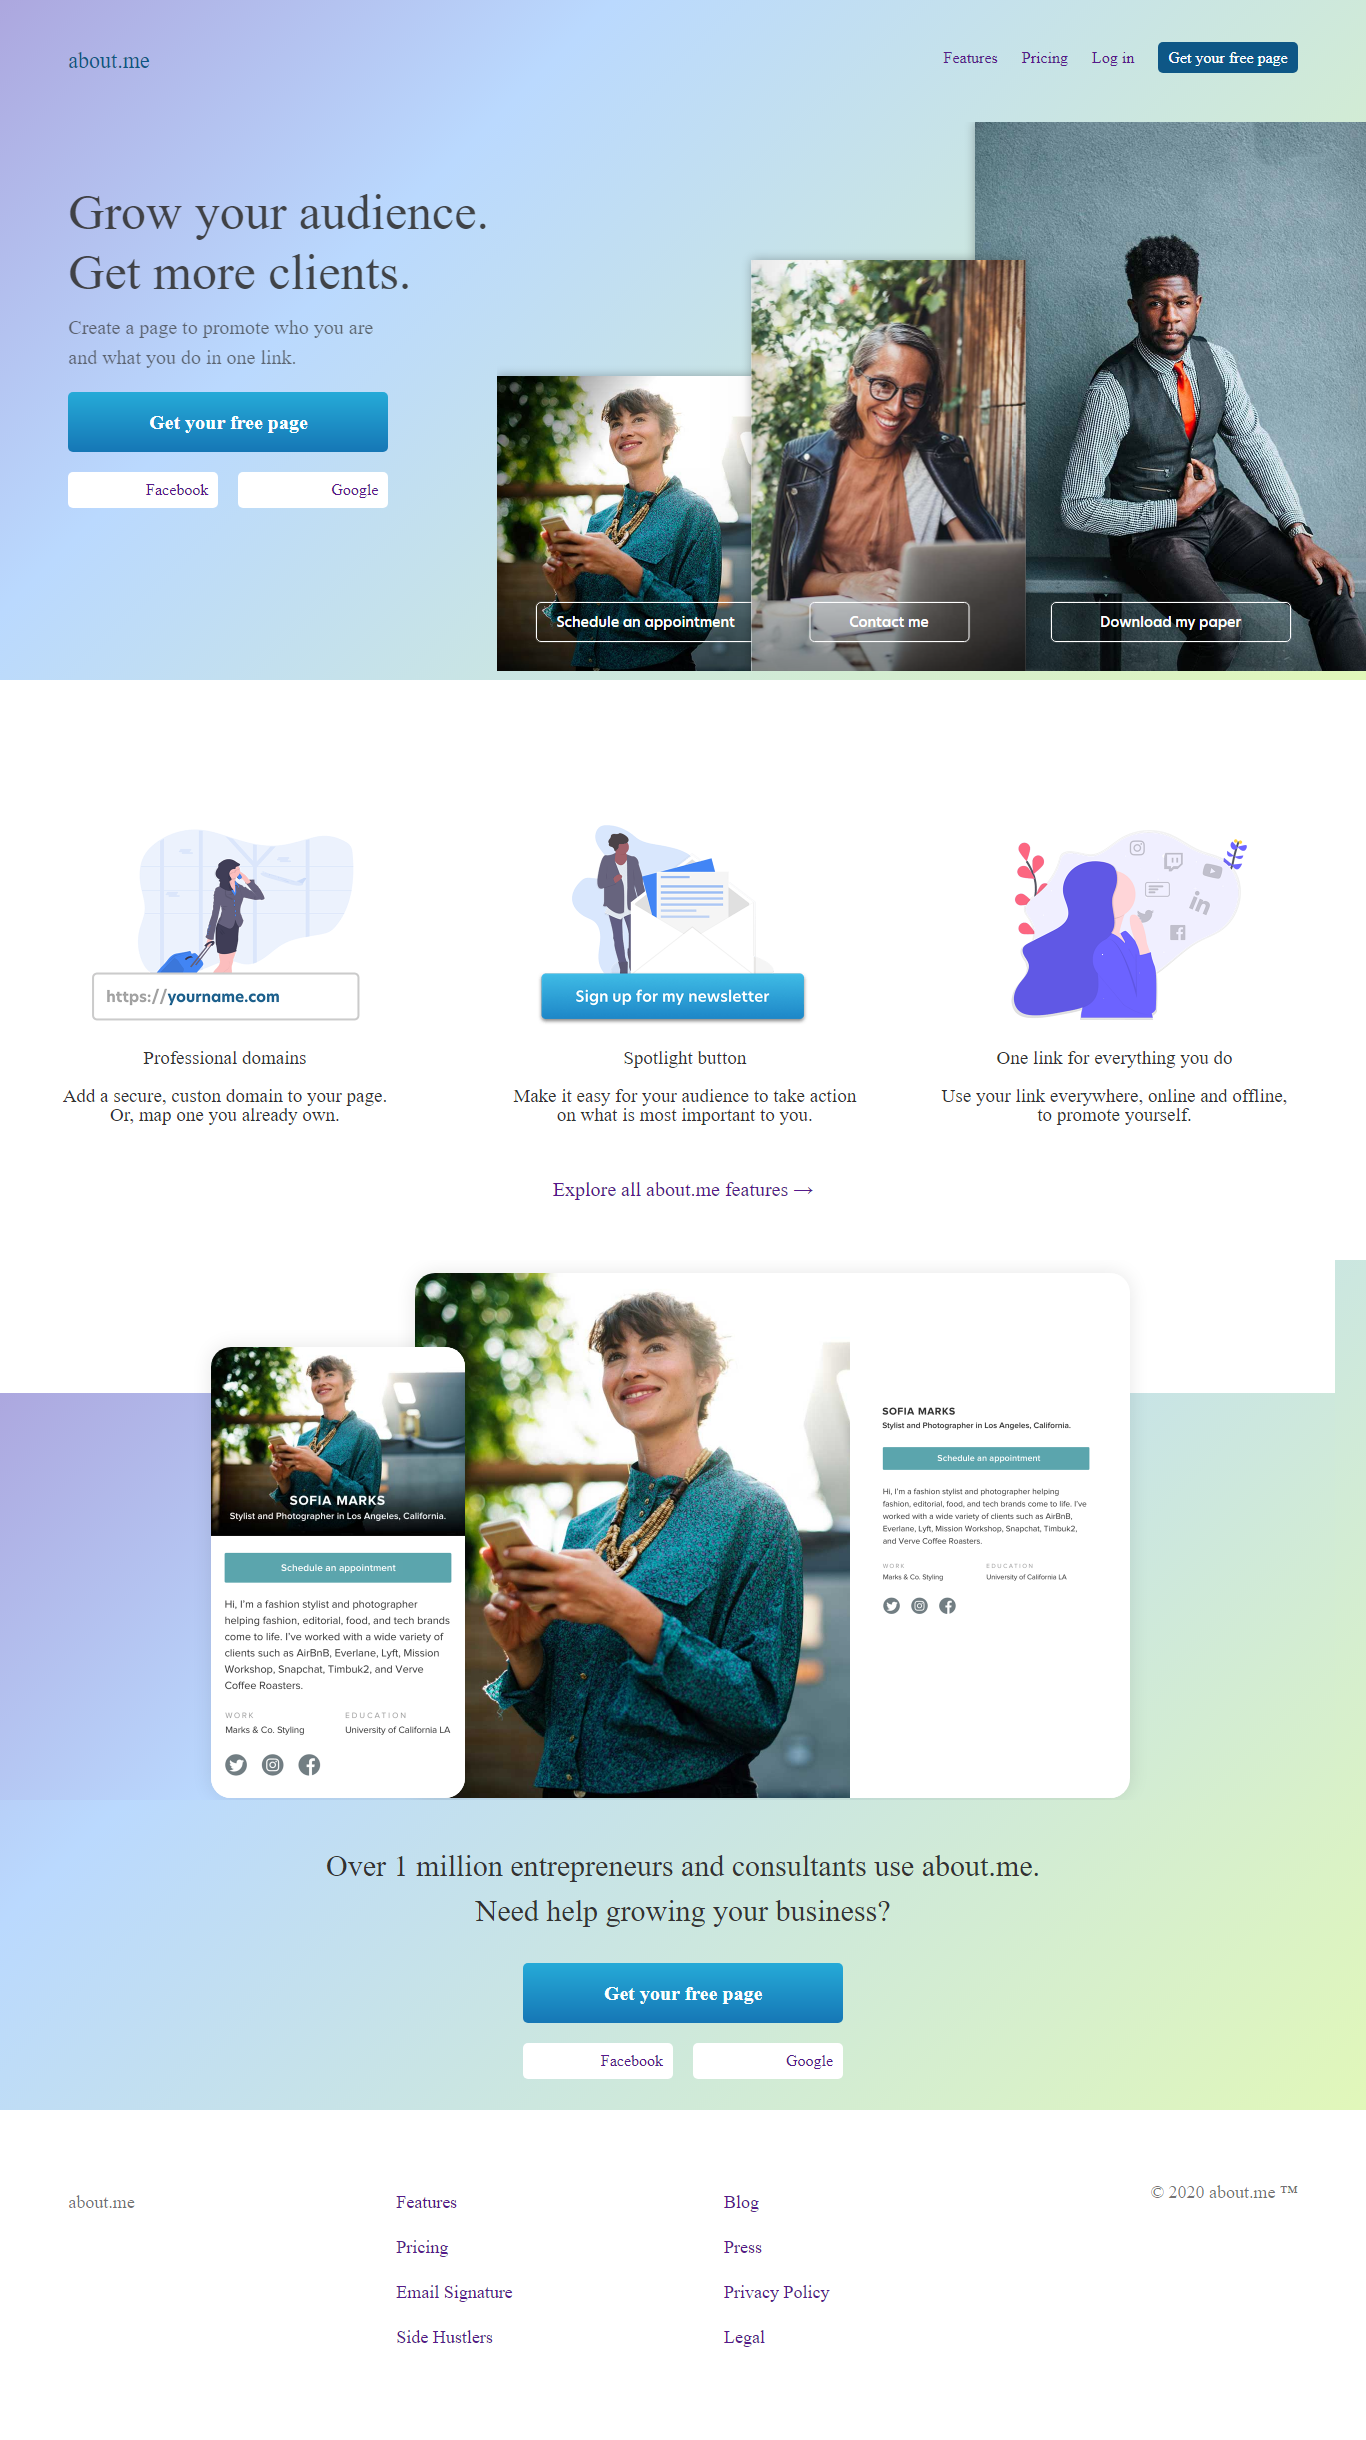 about.me
Features
Pricing
Log in
Get your free page
Grow your audience.
Get more clients.
Create a page to promote who you are
and what you do in one link.
Get your free page
Facebook
Google
Schedule an appointment
Contact me
Download my paper
https://yourname.com
Sign up for my newsletter
Professional domains
Add a secure, custon domain to your page.
Or, map one you already own.
Spotlight button
Make it easy for your audience to take action
on what is most important to you.
One link for everything you do
Use your link everywhere, online and offline,
to promote yourself.
Explore all about.me features →
SOFIA MARKS
Stylist and Photographer in Los Angeles, California.
Schedule an appointment
Hi, I'm a fashion stylist and photographer
helping fashion, editorial, food, and tech brands
come to life. I've worked with a wide variety of
clients such as AirBnB, Everlane, Lyft, Mission
Workshop, Snapchat, Timbuk2, and Verve
Coffee Roasters.
WORK
Marks & Co. Styling
EDUCATION
University of California LA
SOFIA MARKS
Stylist and Photographer in Los Angeles, California.
Schedule an appointment
Hi, I'm a fashion stylist and photographer helping
fashion, editorial, food, and tech brands come to life. I've
worked with a wide variety of clients such as AirBnB,
Everlane, Lyft, Mission Workshop, Snapchat, Timbuk2,
and Verve Coffee Roasters.
WORK
Marks & Co. Styling
EDUCATION
University of California LA
Over 1 million entrepreneurs and consultants use about.me.
Need help growing your business?
Get your free page
Facebook
Google
about.me
Features
Pricing
Email Signature
Side Hustlers
Blog
Press
Privacy Policy
Legal
© 2020 about.me ™